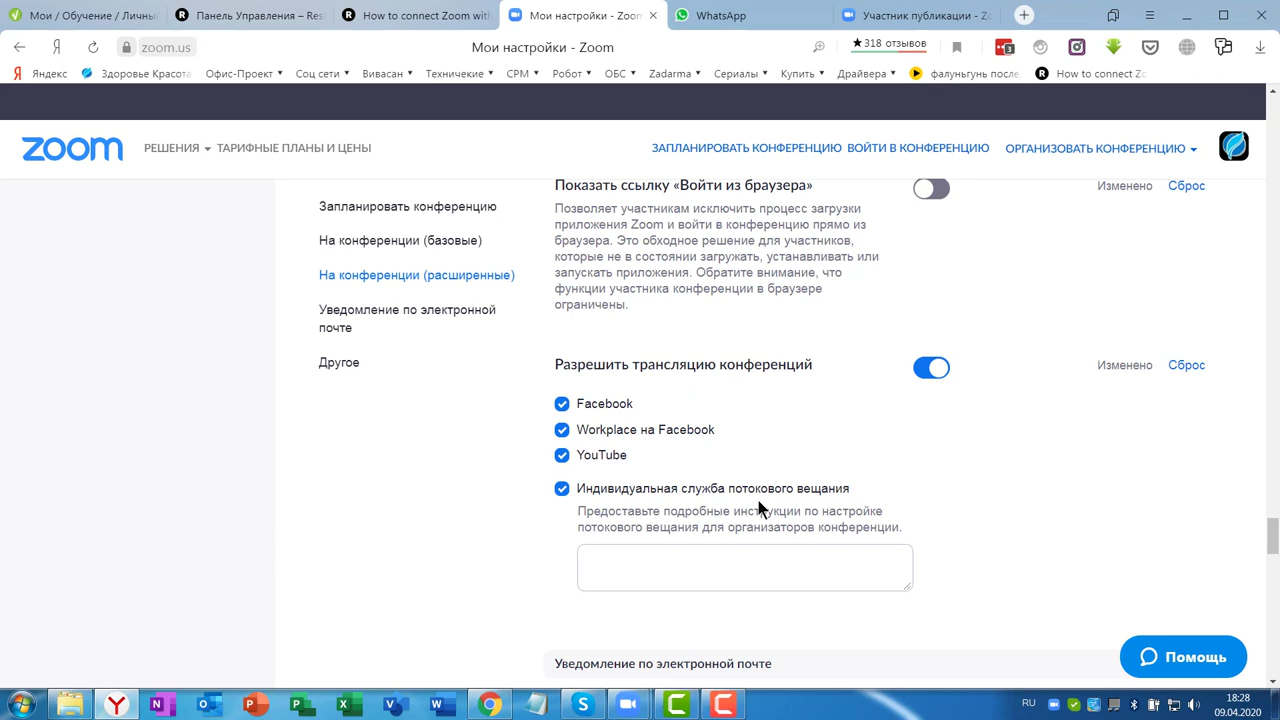 Мои / Обучение / Личны
Панель Управления – Res
How to connect Zoom with
Мои настройки - Zoo
WhatsApp
Участник публикации - Zo
zoom.us
Мои настройки - Zoom
★318 отзывов
3
Яндекс
Здоровье Красота
Офис-Проект
Соц сети
Вивасан
Техничекие
СРМ
Робот
ОБС
Zadarma
Сериалы
Купить
Драйвера
фалуньгунь после
How to connect Zo
zoom
РЕШЕНИЯ
ТАРИФНЫЕ ПЛАНЫ И ЦЕНЫ
ЗАПЛАНИРОВАТЬ КОНФЕРЕНЦИЮ
ВОЙТИ В КОНФЕРЕНЦИЮ
ОРГАНИЗОВАТЬ КОНФЕРЕНЦИЮ
Запланировать конференцию
На конференции (базовые)
На конференции (расширенные)
Уведомление по электронной
почте
Другое
Показать ссылку «Войти из браузера»
Изменено
Сброс
Позволяет участникам исключить процесс загрузки
приложения Zoom и войти в конференцию прямо из
браузера. Это обходное решение для участников,
которые не в состоянии загружать, устанавливать или
запускать приложения. Обратите внимание, что
функции участника конференции в браузере
ограничены.
Разрешить трансляцию конференций
Изменено
Сброс
Facebook
Workplace на Facebook
YouTube
Индивидуальная служба потокового вещания
Предоставьте подробные инструкции по настройке
потокового вещания для организаторов конференции.
Уведомление по электронной почте
Помощь
RU
18:28
09.04.2020